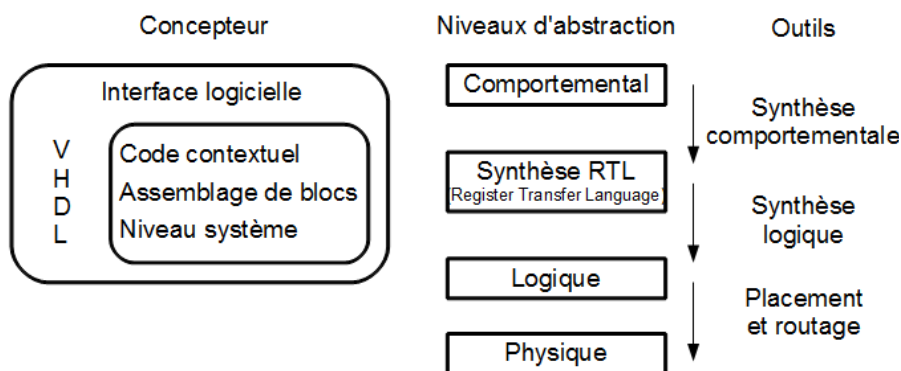 Concepteur
Interface logicielle
V
H
D
L
Code contextuel
Assemblage de blocs
Niveau système
Niveaux d'abstraction
Comportemental
Synthèse RTL
(Register Transfer Language)
Logique
Physique
Outils
Synthèse
comportementale
Synthèse
logique
Placement
et routage